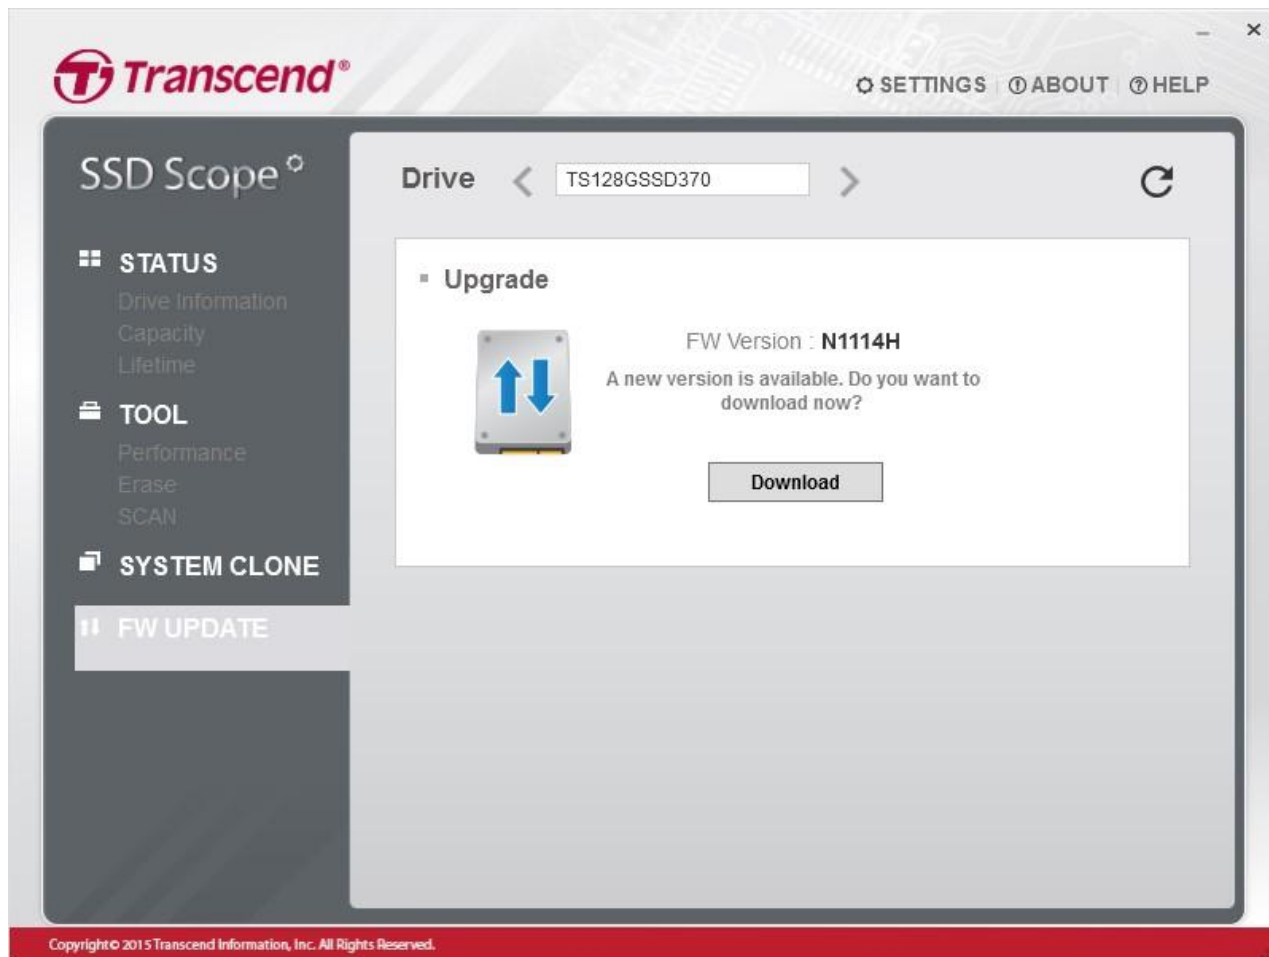 Transcend®
SETTINGS ABOUT HELP
SSD Scope
Drive TS128GSSD370
STATUS
Drive Information
Capacity
Lifetime
TOOL
Performance
Erase
SCAN
SYSTEM CLONE
FW UPDATE
Upgrade
FW Version : N1114H
A new version is available. Do you want to
download now?
Download
Copyright© 2015 Transcend Information, Inc. All Rights Reserved.